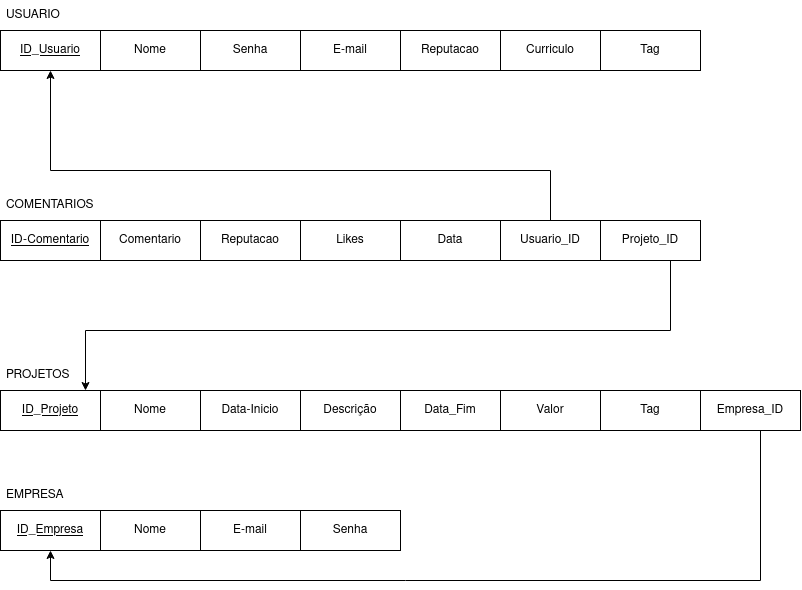 USUARIO
ID_Usuario Nome Senha E-mail Reputacao Curriculo Tag
COMENTARIOS
ID-Comentario Comentario Reputacao Likes Data Usuario_ID Projeto_ID
PROJETOS
ID_Projeto Nome Data-Inicio Descrição Data_Fim Valor Tag Empresa_ID
EMPRESA
ID_Empresa Nome E-mail Senha